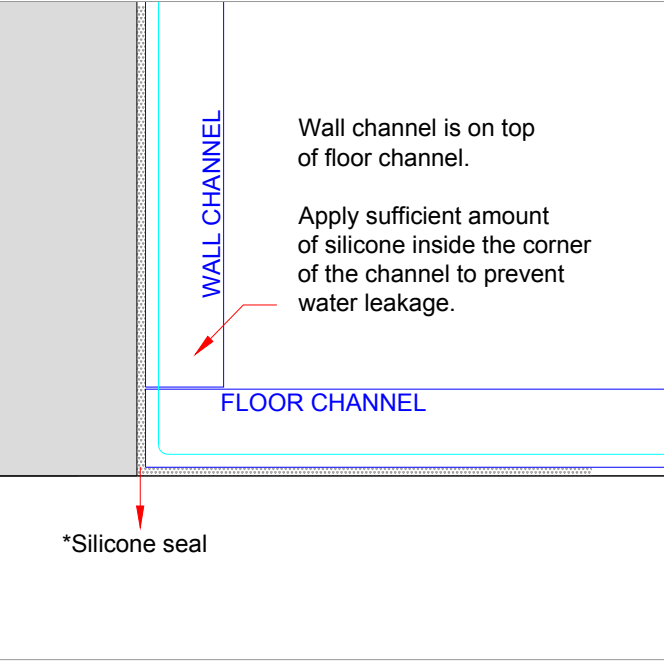 Wall channel is on top
of floor channel.
Apply sufficient amount
of silicone inside the corner
of the channel to prevent
water leakage.
WALL CHANNEL
FLOOR CHANNEL
*Silicone seal